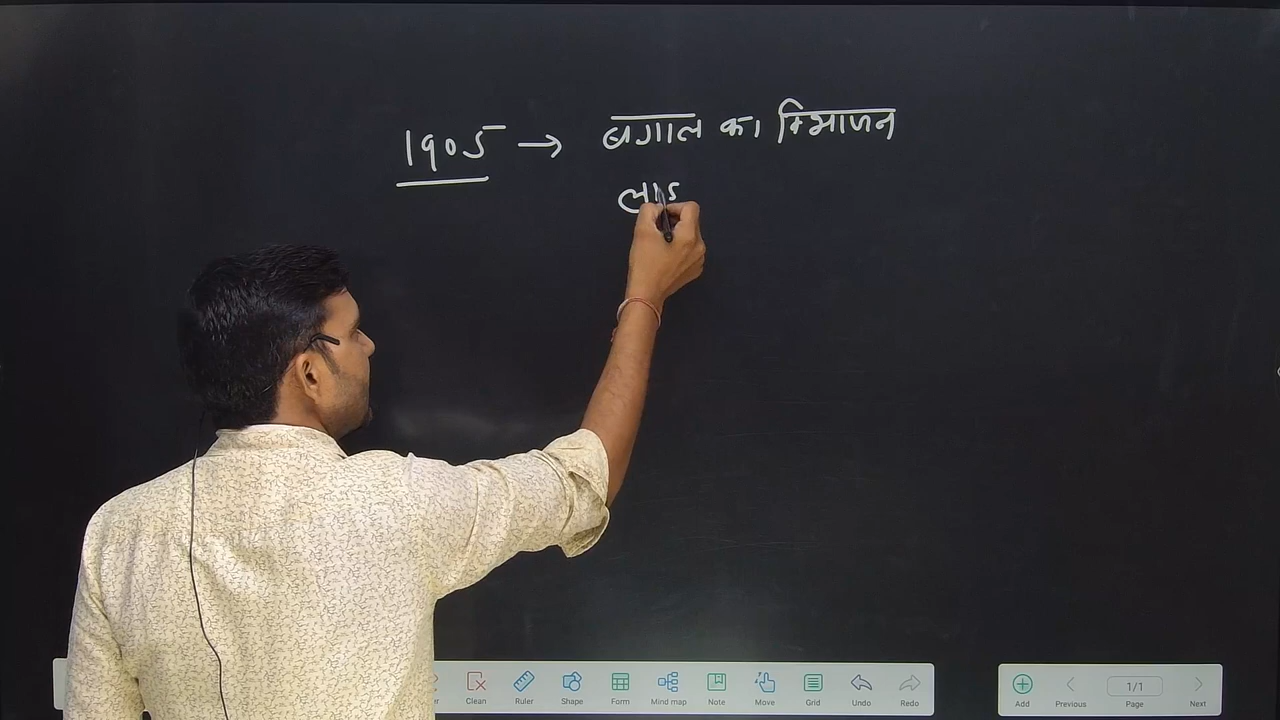 1905 → बगाल का विभाजन
लाड
Clean Ruler Shape Form Mind map Note Move Grid Undo Redo Add Previous 1/1 Page Next